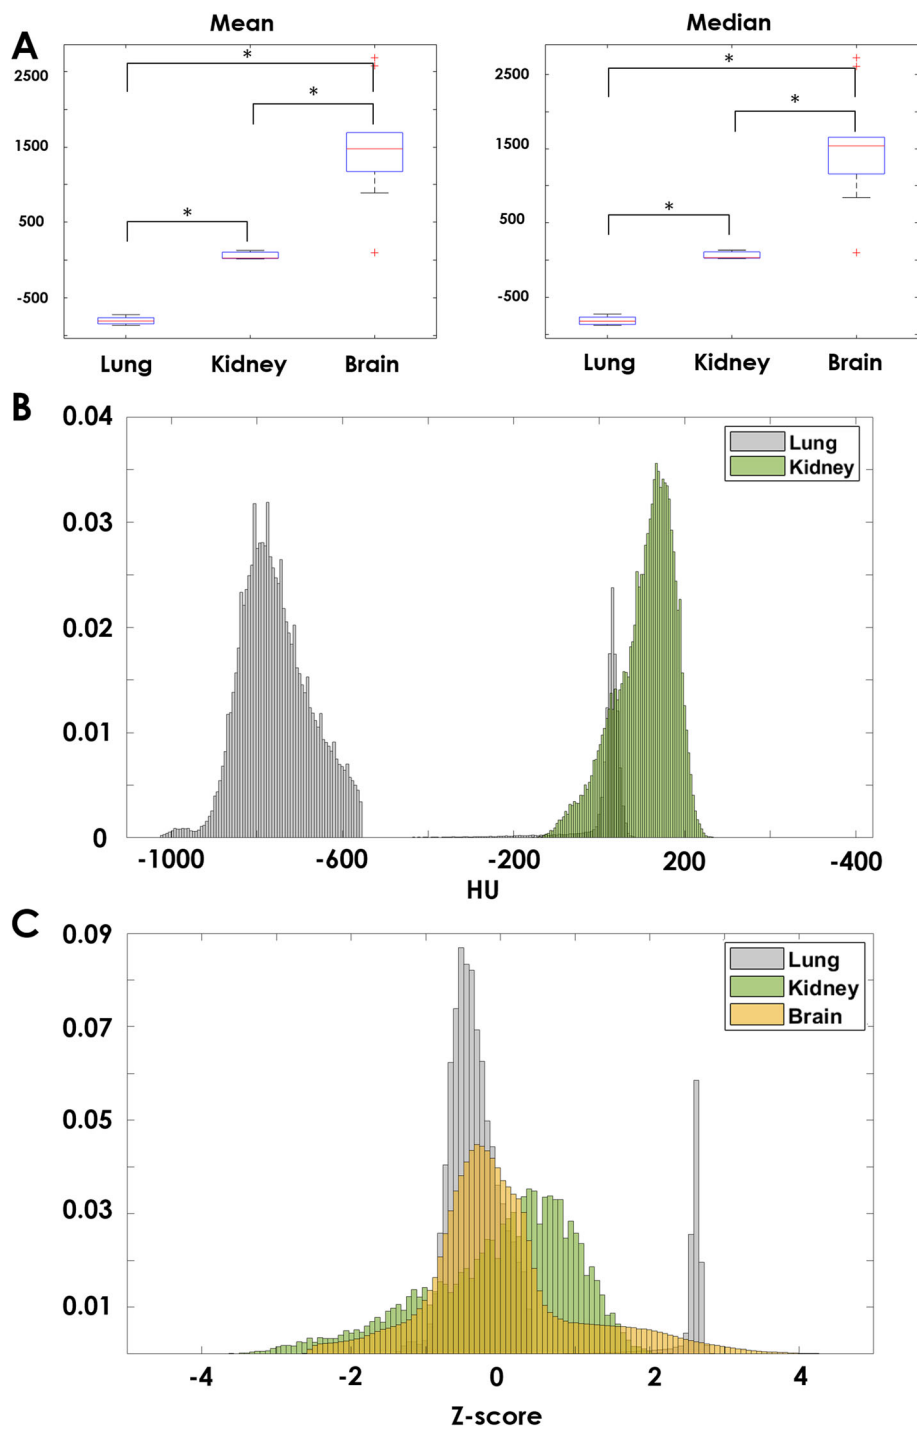 A
Mean
Median
2500
1500
500
-500
*
*
*
Lung Kidney Brain
2500
1500
500
-500
*
*
*
Lung Kidney Brain
B
0.04
0.03
0.02
0.01
0
Lung
Kidney
-1000 -600 -200 200 -400
HU
C
0.09
0.07
0.05
0.03
0.01
Lung
Kidney
Brain
-4 -2 0 2 4
Z-score